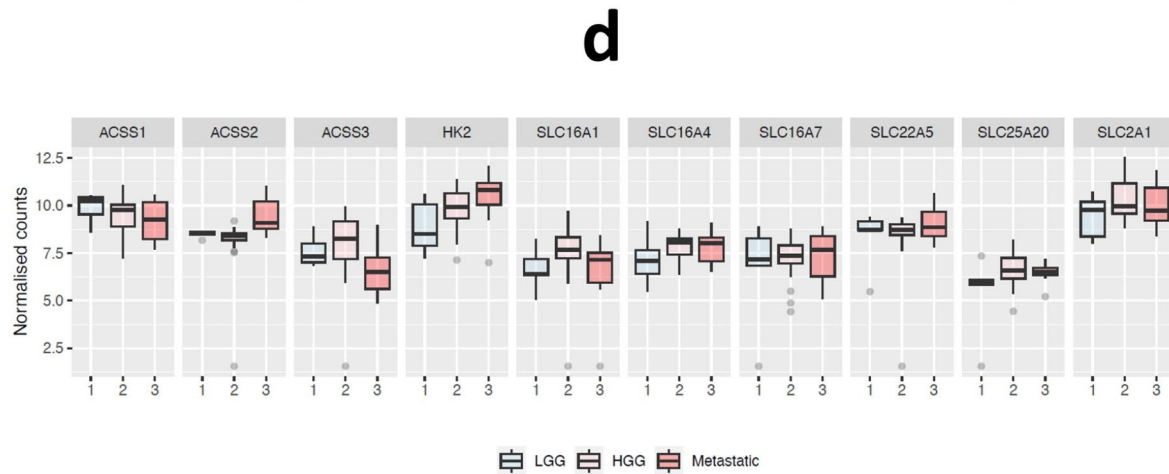 d
ACSS1 ACSS2 ACSS3 HK2 SLC16A1 SLC16A4 SLC16A7 SLC22A5 SLC25A20 SLC2A1
Normalised counts
12.5
10.0
7.5
5.0
2.5
1 2 3 1 2 3 1 2 3 1 2 3 1 2 3 1 2 3 1 2 3 1 2 3 1 2 3 1 2 3
LGG HGG Metastatic